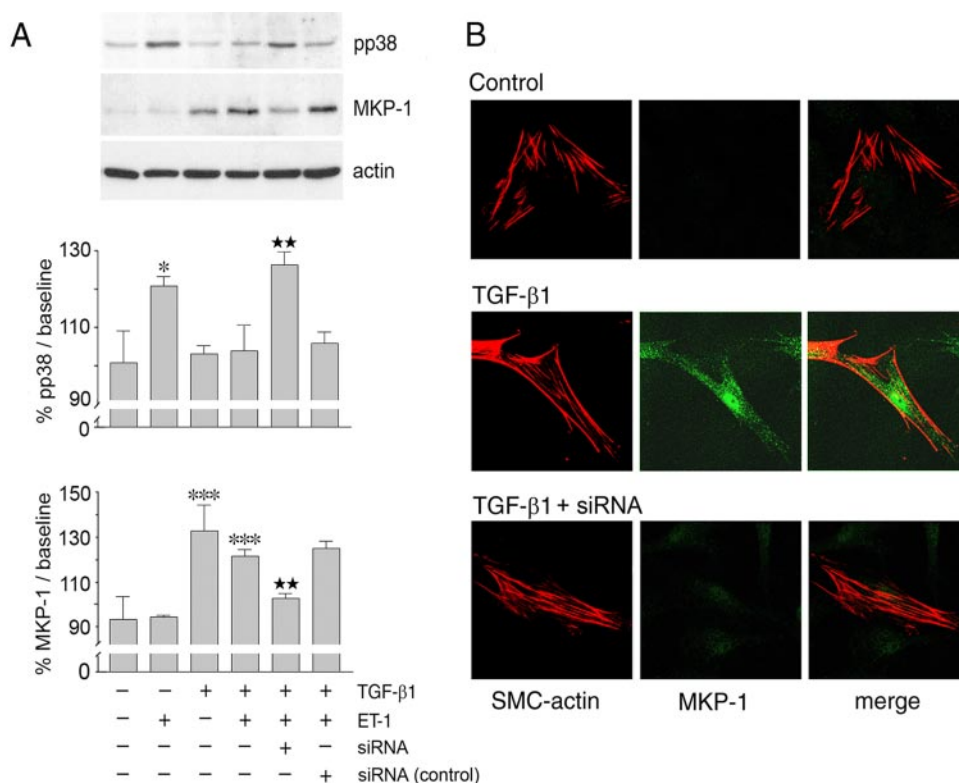 A
pp38
MKP-1
actin
% pp38 / baseline
130
110
90
0
*
★★
% MKP-1 / baseline
150
130
110
90
0
***
***
★★
− − + + + + TGF-β1
− + − + + + ET-1
− − − − + − siRNA
− − − − − + siRNA (control)
B
Control
TGF-β1
TGF-β1 + siRNA
SMC-actin MKP-1 merge